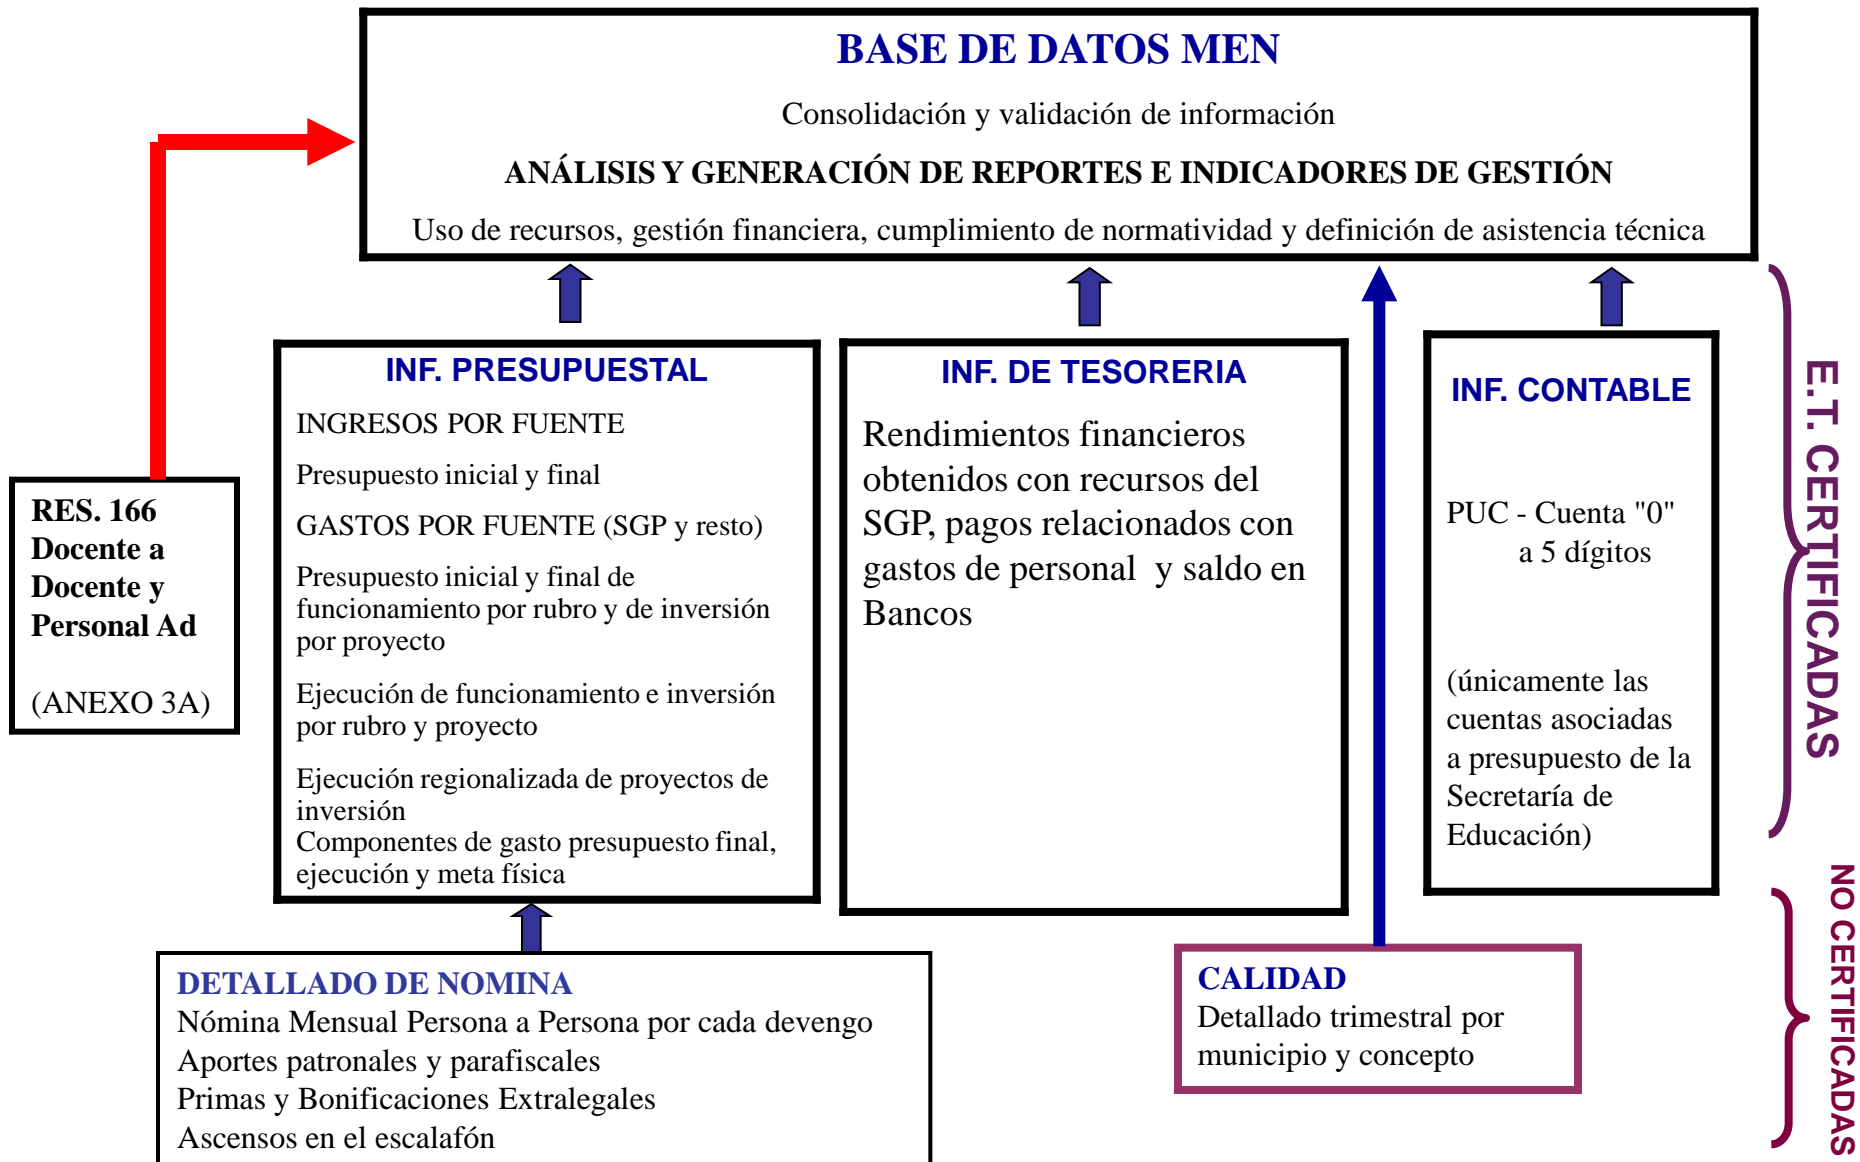 BASE DE DATOS MEN
Consolidación y validación de información
ANÁLISIS Y GENERACIÓN DE REPORTES E INDICADORES DE GESTIÓN
Uso de recursos, gestión financiera, cumplimiento de normatividad y definición de asistencia técnica
RES. 166
Docente a
Docente y
Personal Ad
(ANEXO 3A)
INF. PRESUPUESTAL
INGRESOS POR FUENTE
Presupuesto inicial y final
GASTOS POR FUENTE (SGP y resto)
Presupuesto inicial y final de
funcionamiento por rubro y de inversión
por proyecto
Ejecución de funcionamiento e inversión
por rubro y proyecto
Ejecución regionalizada de proyectos de
inversión
Componentes de gasto presupuesto final,
ejecución y meta física
INF. DE TESORERIA
Rendimientos financieros
obtenidos con recursos del
SGP, pagos relacionados con
gastos de personal y saldo en
Bancos
INF. CONTABLE
PUC - Cuenta "0"
a 5 dígitos
(únicamente las
cuentas asociadas
a presupuesto de la
Secretaría de
Educación)
E.T. CERTIFICADAS
DETALLADO DE NOMINA
Nómina Mensual Persona a Persona por cada devengo
Aportes patronales y parafiscales
Primas y Bonificaciones Extralegales
Ascensos en el escalafón
CALIDAD
Detallado trimestral por
municipio y concepto
NO CERTIFICADAS